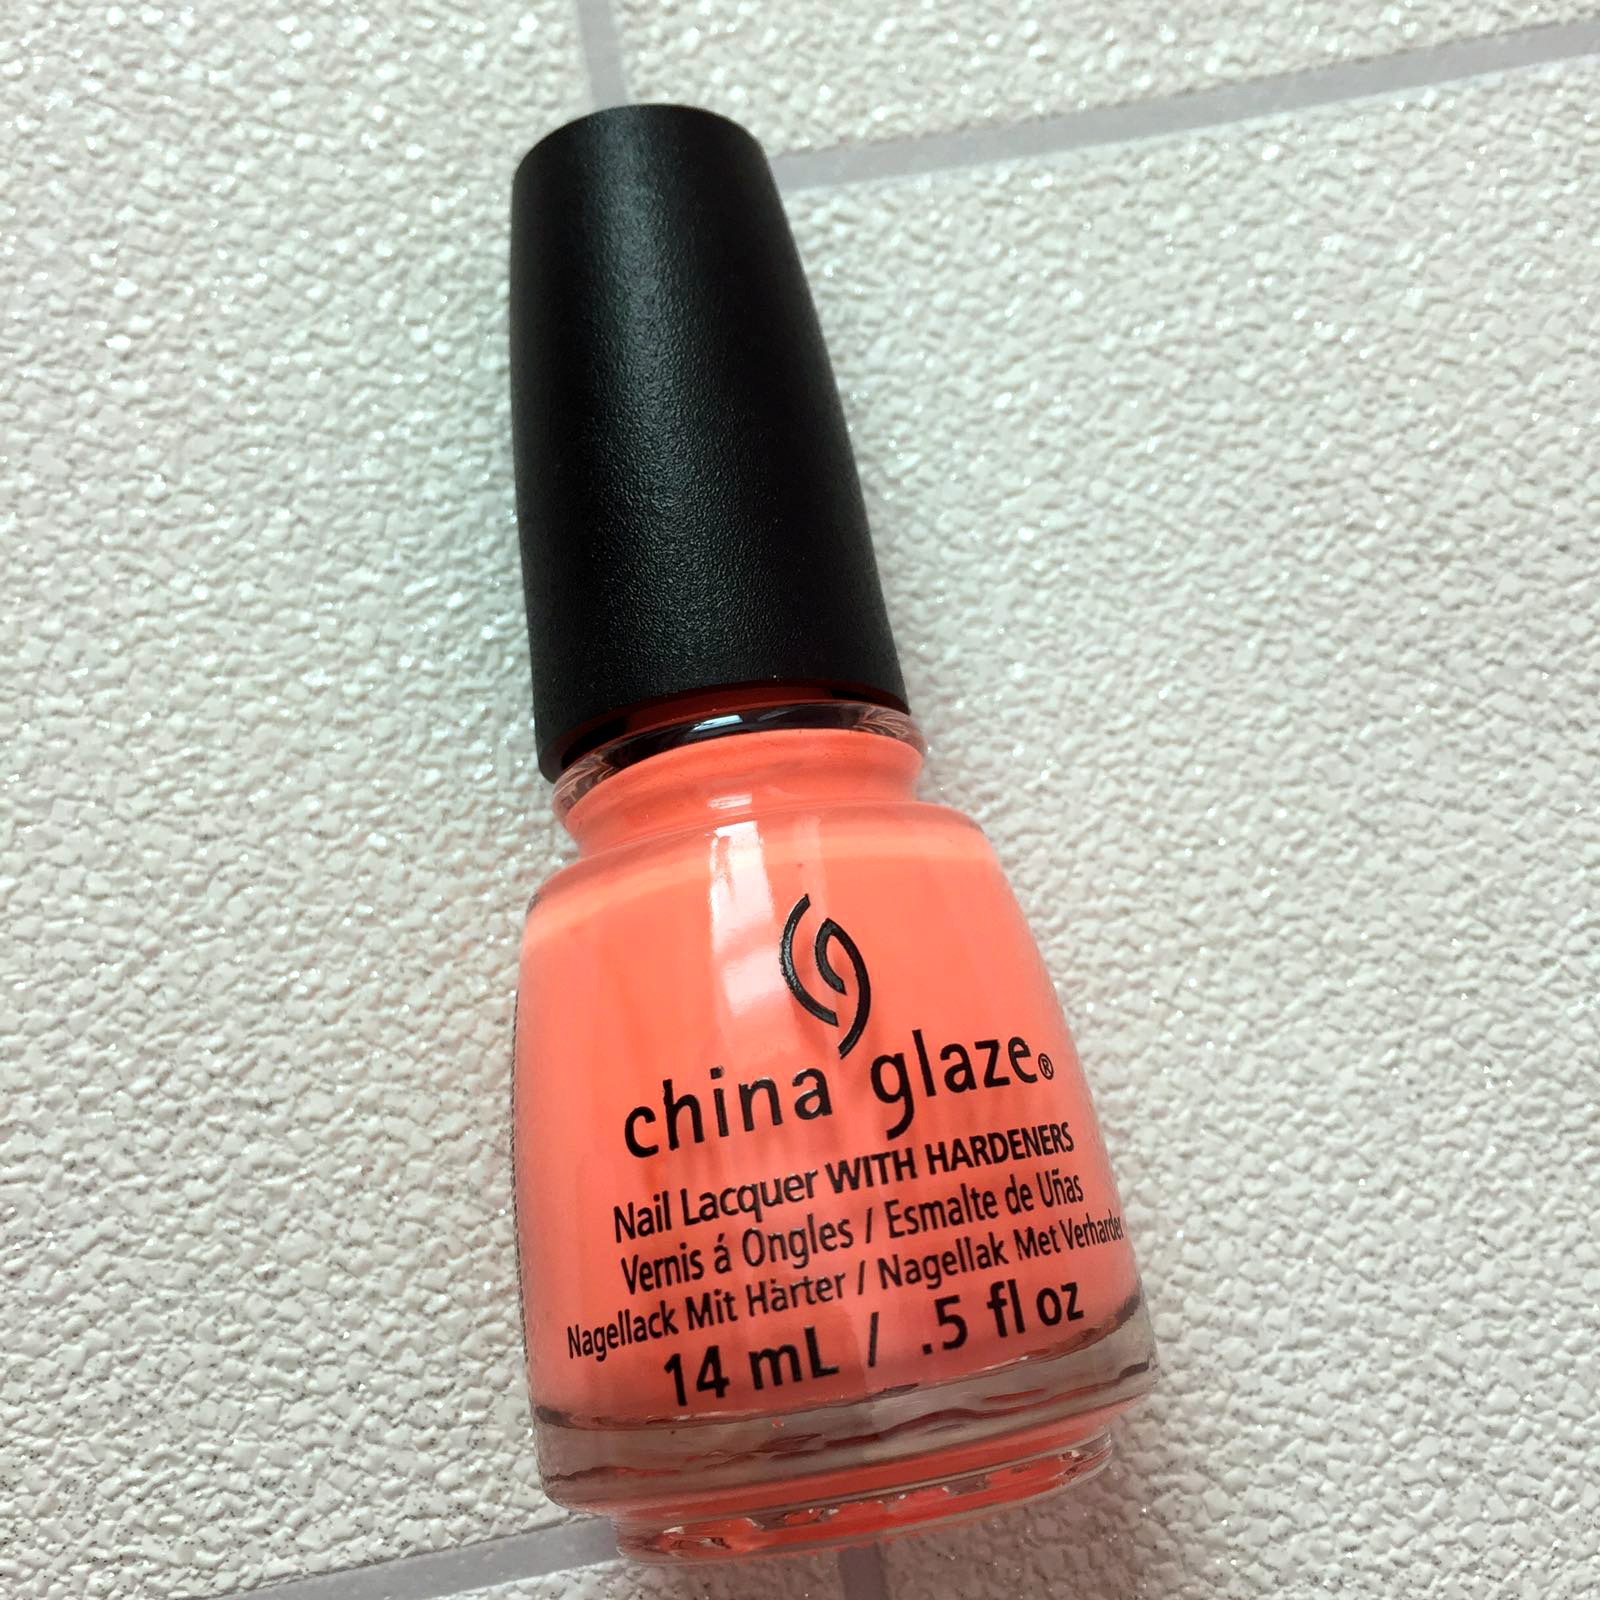 china glaze®
Nail Lacquer WITH HARDENERS
Vernis á Ongles / Esmalte de Uñas
Nagellack Mit Härter / Nagellak Met Verharder
14 mL / .5 fl oz